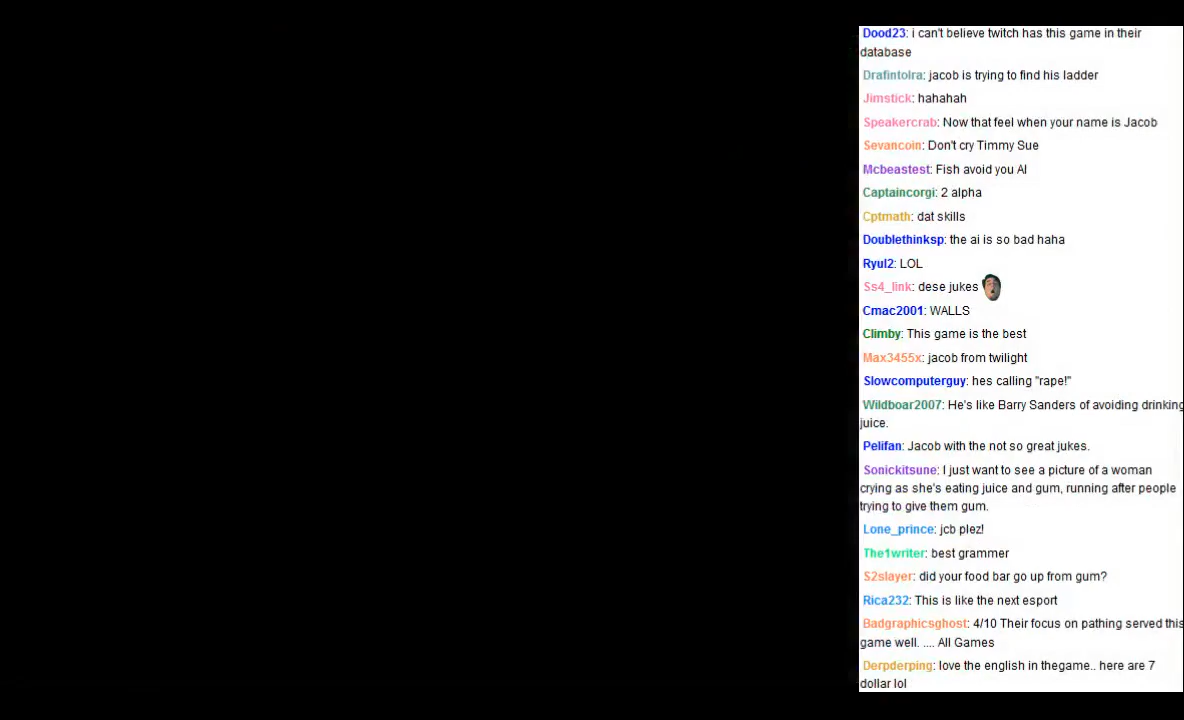 Dood23: i can't believe twitch has this game in their
database
Drafintolra: jacob is trying to find his ladder
Jimstick: hahahah
Speakercrab: Now that feel when your name is Jacob
Sevancoin: Don't cry Timmy Sue
Mcbeastest: Fish avoid you AI
Captaincorgi: 2 alpha
Cptmath: dat skills
Doublethinksp: the ai is so bad haha
Ryul2: LOL
Ss4_link: dese jukes
Cmac2001: WALLS
Climby: This game is the best
Max3455x: jacob from twilight
Slowcomputerguy: hes calling "rape!"
Wildboar2007: He's like Barry Sanders of avoiding drinking
juice.
Pelifan: Jacob with the not so great jukes.
Sonickitsune: I just want to see a picture of a woman
crying as she's eating juice and gum, running after people
trying to give them gum.
Lone_prince: jcb plez!
The1writer: best grammer
S2slayer: did your food bar go up from gum?
Rica232: This is like the next esport
Badgraphicsghost: 4/10 Their focus on pathing served this
game well. .... All Games
Derpderping: love the english in thegame.. here are 7
dollar lol